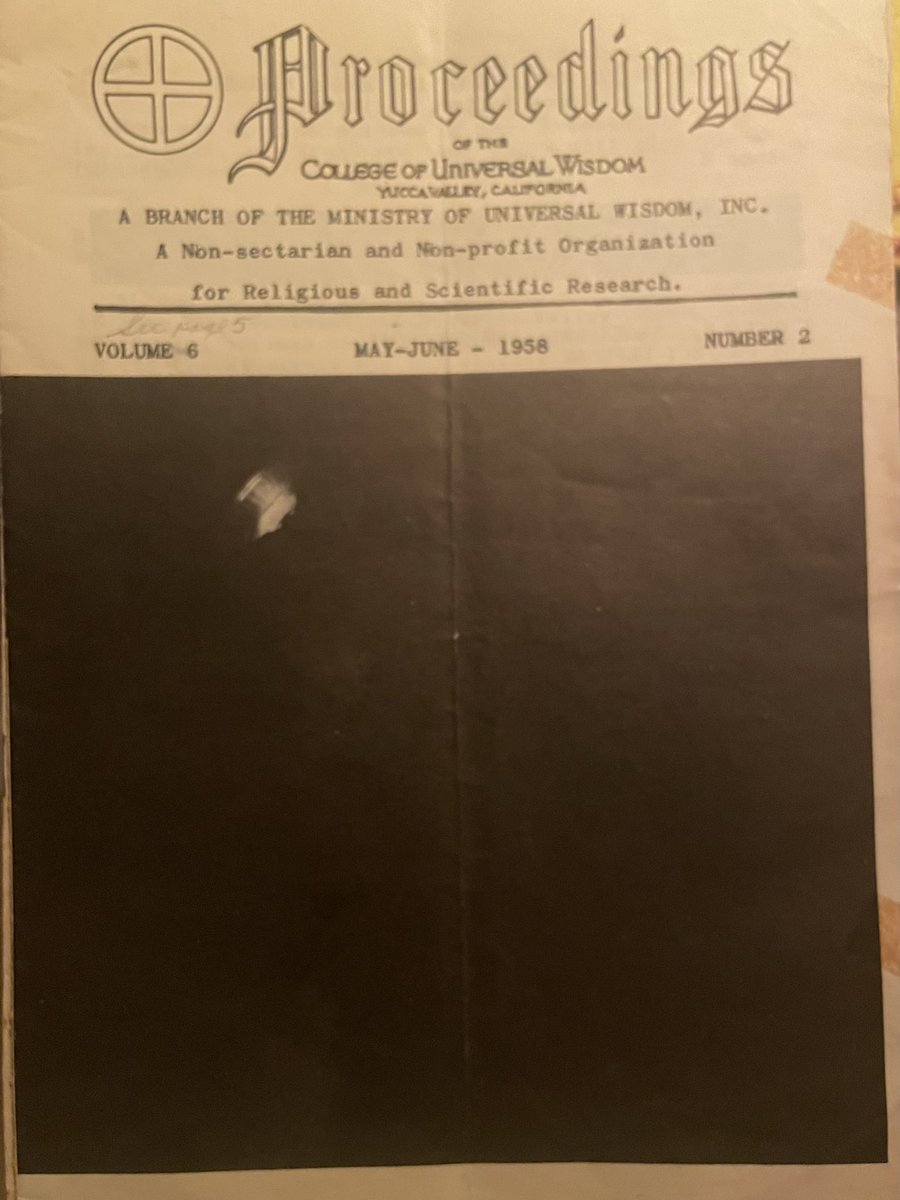 Proceedings
OF THE
COLLEGE OF UNIVERSAL WISDOM
YUCCA VALLEY, CALIFORNIA
A BRANCH OF THE MINISTRY OF UNIVERSAL WISDOM, INC.
A Non-sectarian and Non-profit Organization
for Religious and Scientific Research.
See page 5
VOLUME 6 MAY-JUNE - 1958 NUMBER 2